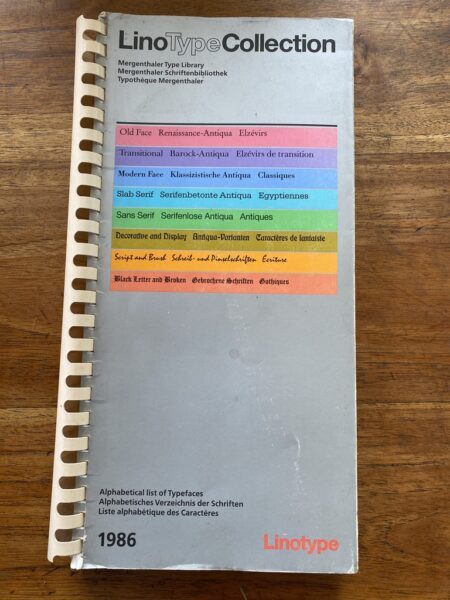 LinoTypeCollection
Mergenthaler Type Library
Mergenthaler Schriftenbibliothek
Typothèque Mergenthaler
Old Face Renaissance-Antiqua Elzévirs
Transitional Barock-Antiqua Elzévirs de transition
Modern Face Klassizistische Antiqua Classiques
Slab Serif Serifenbetonte Antiqua Egyptiennes
Sans Serif Serifenlose Antiqua Antiques
Decorative and Display Antiqua-Varianten Caractères de fantaisie
Script and Brush Schreib- und Pinselschriften Écriture
Black Letter and Broken Gebrochene Schriften Gothiques
Alphabetical list of Typefaces
Alphabetisches Verzeichnis der Schriften
Liste alphabétique des Caractères
1986 Linotype